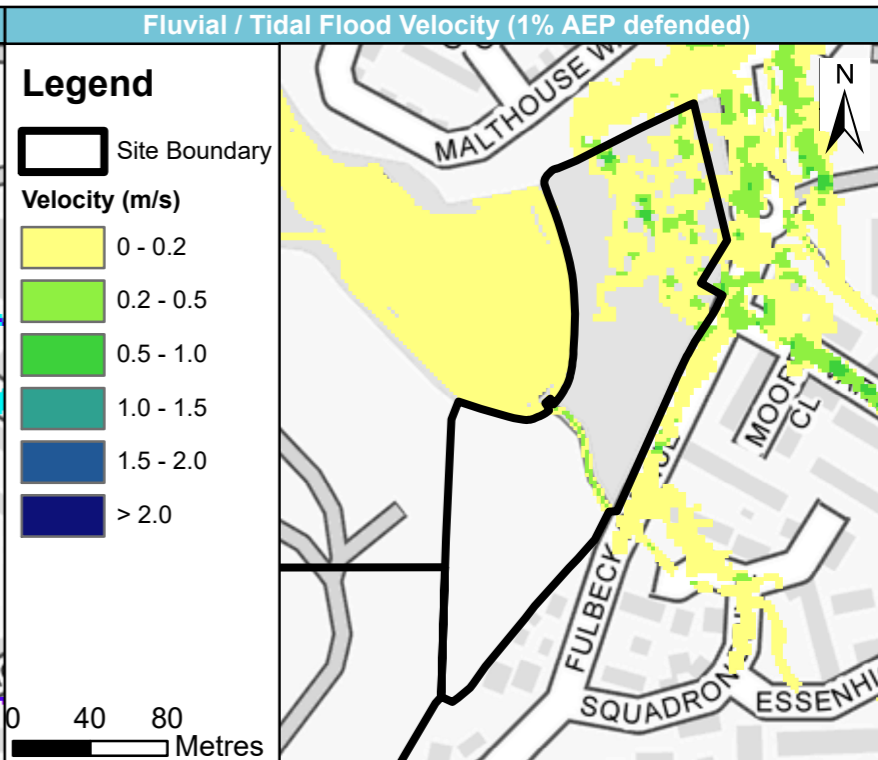 Fluvial / Tidal Flood Velocity (1% AEP defended)
Legend
Site Boundary
Velocity (m/s)
0 - 0.2
0.2 - 0.5
0.5 - 1.0
1.0 - 1.5
1.5 - 2.0
> 2.0
0 40 80
Metres
N
MALTHOUSE
MOOR
CL
FULBECK
SQUADRON
ESSENHI